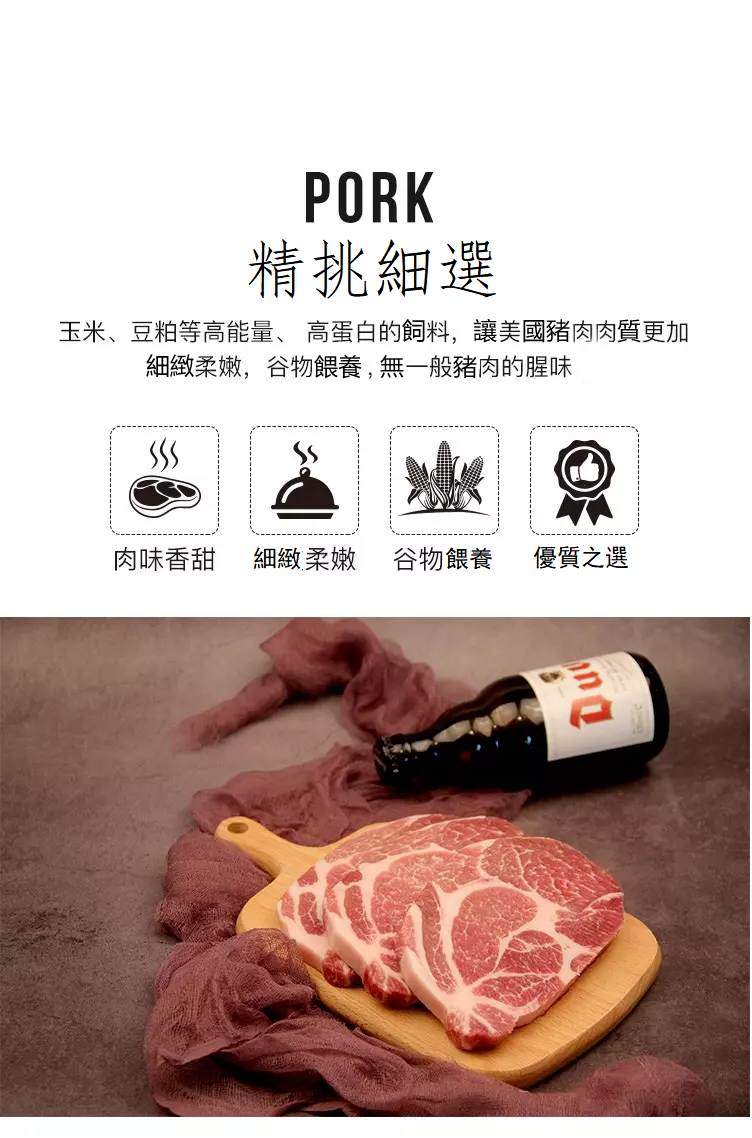 PORK
精挑細選
玉米、豆粕等高能量、 高蛋白的飼料，讓美國豬肉肉質更加
細緻柔嫩，谷物餵養 , 無一般豬肉的腥味
肉味香甜
細緻柔嫩
谷物餵養
優質之選
Duv